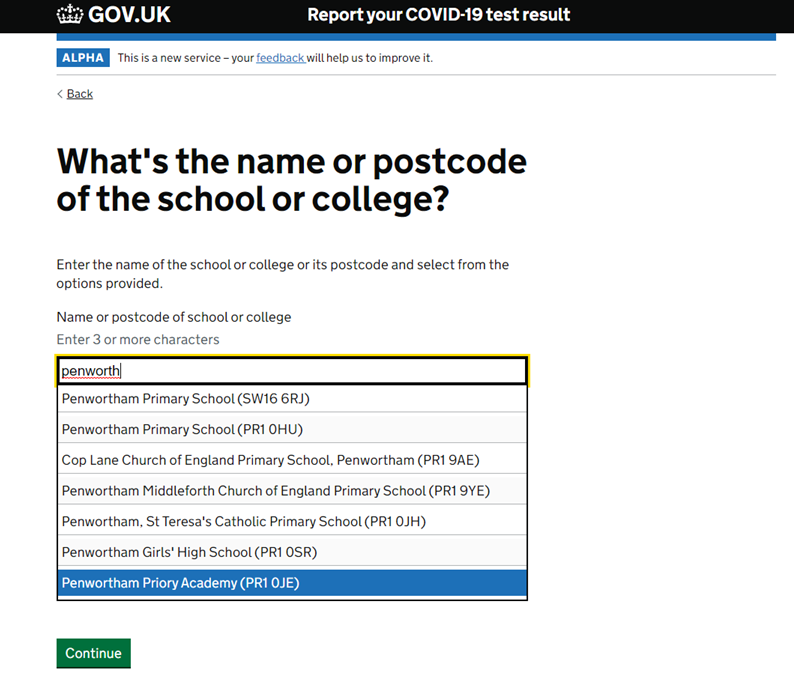 GOV.UK
Report your COVID-19 test result
ALPHA
This is a new service – your feedback will help us to improve it.
Back
What's the name or postcode
of the school or college?
Enter the name of the school or college or its postcode and select from the
options provided.
Name or postcode of school or college
Enter 3 or more characters
penworth
Penwortham Primary School (SW16 6RJ)
Penwortham Primary School (PR1 0HU)
Cop Lane Church of England Primary School, Penwortham (PR1 9AE)
Penwortham Middleforth Church of England Primary School (PR1 9YE)
Penwortham, St Teresa's Catholic Primary School (PR1 0JH)
Penwortham Girls' High School (PR1 0SR)
Penwortham Priory Academy (PR1 0JE)
Continue